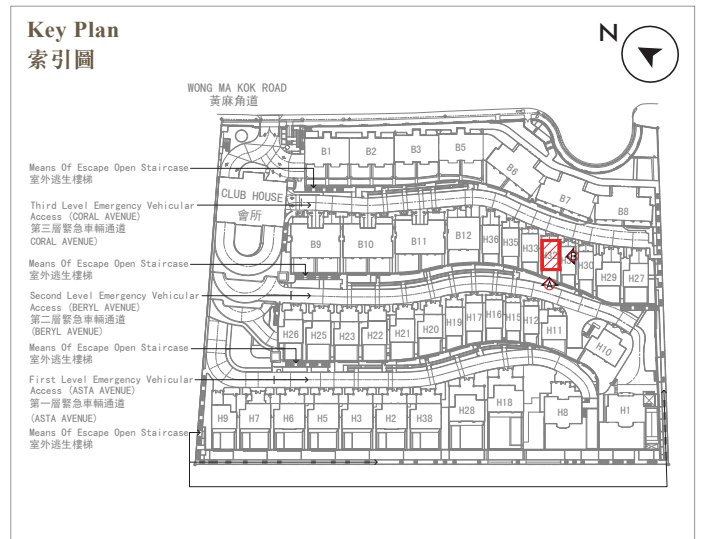 Key Plan
索引圖
N
WONG MA KOK ROAD
黃麻角道
B1
B2
B3
B5
B6
B7
B8
Means Of Escape Open Staircase
室外逃生樓梯
CLUB HOUSE
會所
Third Level Emergency Vehicular
Access (CORAL AVENUE)
第三層緊急車輛通道
CORAL AVENUE)
B9
B10
B11
B12
H36
H35
H33
H32
B
H30
H29
H27
A
Means Of Escape Open Staircase
室外逃生樓梯
Second Level Emergency Vehicular
Access (BERYL AVENUE)
第二層緊急車輛通道
(BERYL AVENUE)
H26
H25
H23
H22
H21
H20
H19
H17
H16
H15
H12
H11
H10
Means Of Escape Open Staircase
室外逃生樓梯
First Level Emergency Vehicular
Access (ASTA AVENUE)
第一層緊急車輛通道
(ASTA AVENUE)
H9
H7
H6
H5
H3
H2
H38
H28
H18
H8
H1
Means Of Escape Open Staircase
室外逃生樓梯